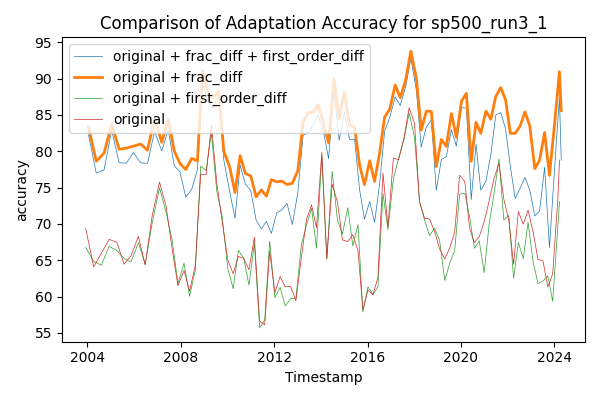 Comparison of Adaptation Accuracy for sp500_run3_1
original + frac_diff + first_order_diff
original + frac_diff
original + first_order_diff
original
accuracy
95
90
85
80
75
70
65
60
55
2004
2008
2012
2016
2020
2024
Timestamp